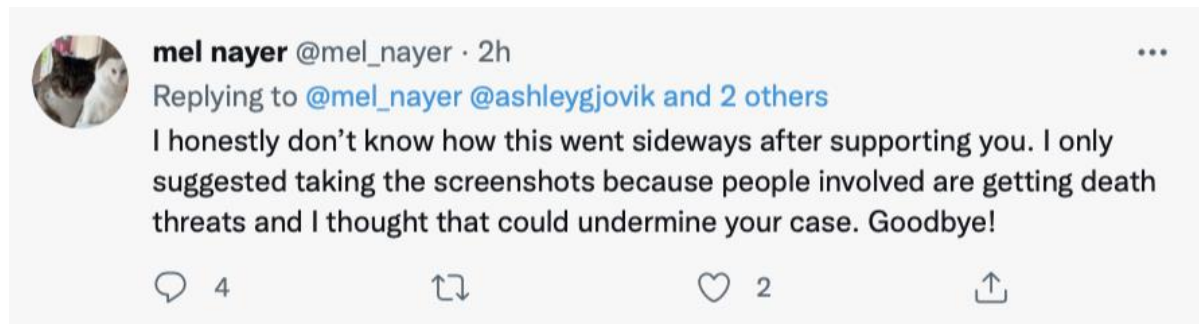 mel nayer @mel_nayer · 2h
Replying to @mel_nayer @ashleygjovik and 2 others
I honestly don’t know how this went sideways after supporting you. I only
suggested taking the screenshots because people involved are getting death
threats and I thought that could undermine your case. Goodbye!
4 2